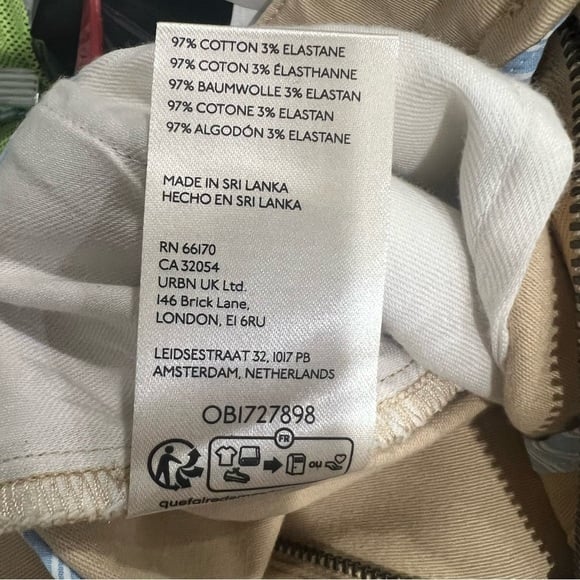 97% COTTON 3% ELASTANE
97% COTON 3% ÉLASTHANNE
97% BAUMWOLLE 3% ELASTAN
97% COTONE 3% ELASTAN
97% ALGODÓN 3% ELASTANE
MADE IN SRI LANKA
HECHO EN SRI LANKA
RN 66170
CA 32054
URBN UK Ltd.
146 Brick Lane,
LONDON, E1 6RU
LEIDSESTRAAT 32, 1017 PB
AMSTERDAM, NETHERLANDS
OB1727898
FR
OU